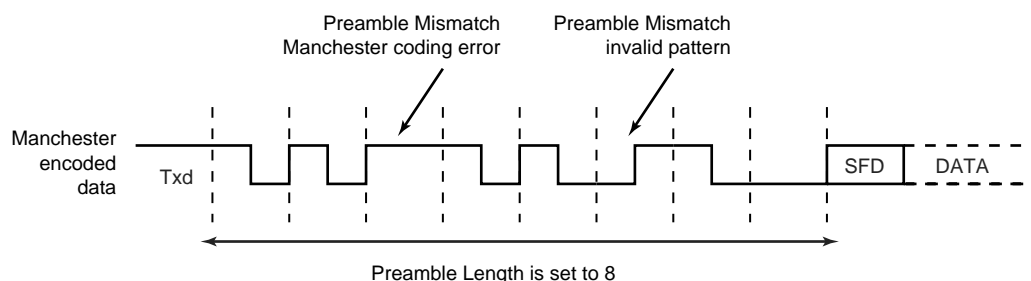 Preamble Mismatch
Manchester coding error
Preamble Mismatch
invalid pattern
Manchester
encoded
data
Txd
SFD
DATA
Preamble Length is set to 8